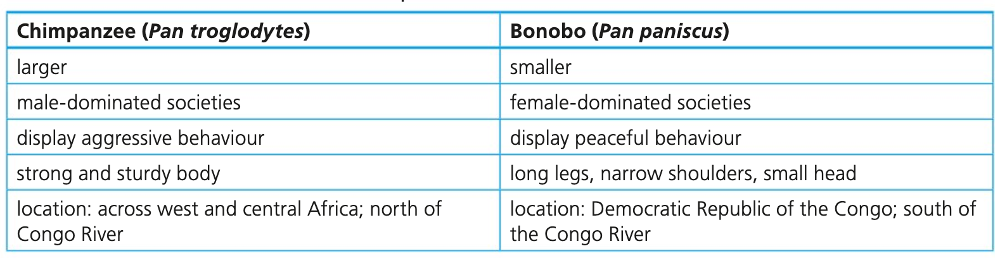 Chimpanzee (Pan troglodytes)
Bonobo (Pan paniscus)
larger
smaller
male-dominated societies
female-dominated societies
display aggressive behaviour
display peaceful behaviour
strong and sturdy body
long legs, narrow shoulders, small head
location: across west and central Africa; north of
Congo River
location: Democratic Republic of the Congo; south of
the Congo River